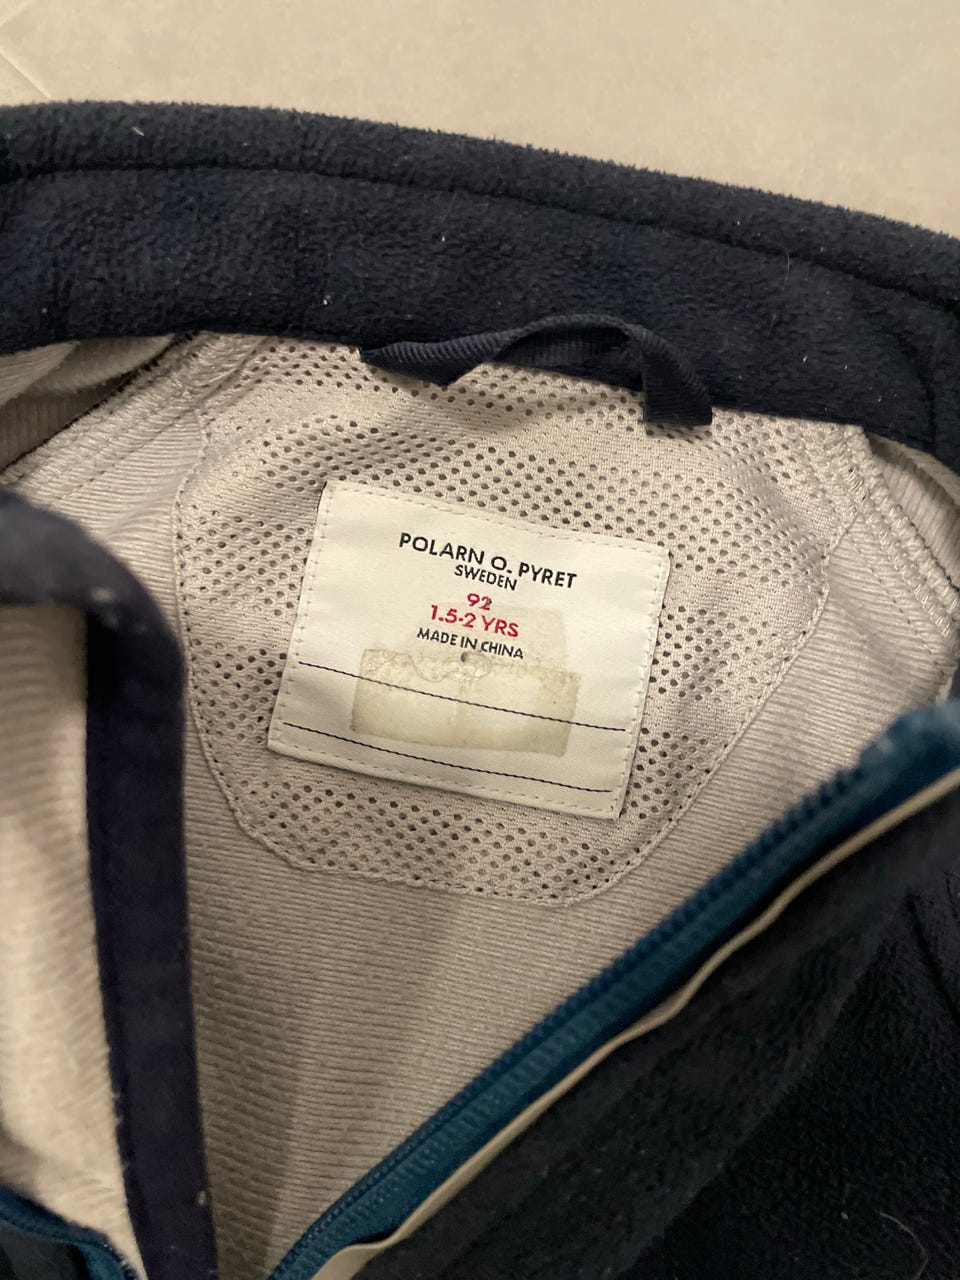 POLARN O. PYRET
SWEDEN
92
1.5-2 YRS
MADE IN CHINA